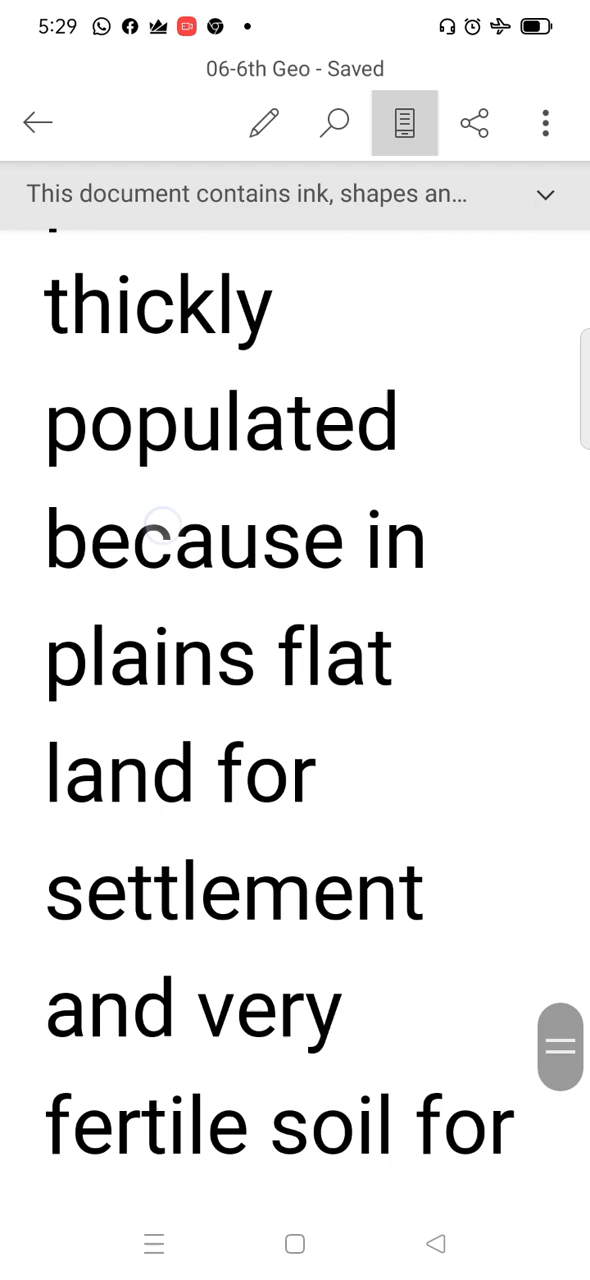 5:29
06-6th Geo - Saved
This document contains ink, shapes an...
thickly
populated
because in
plains flat
land for
settlement
and very
fertile soil for